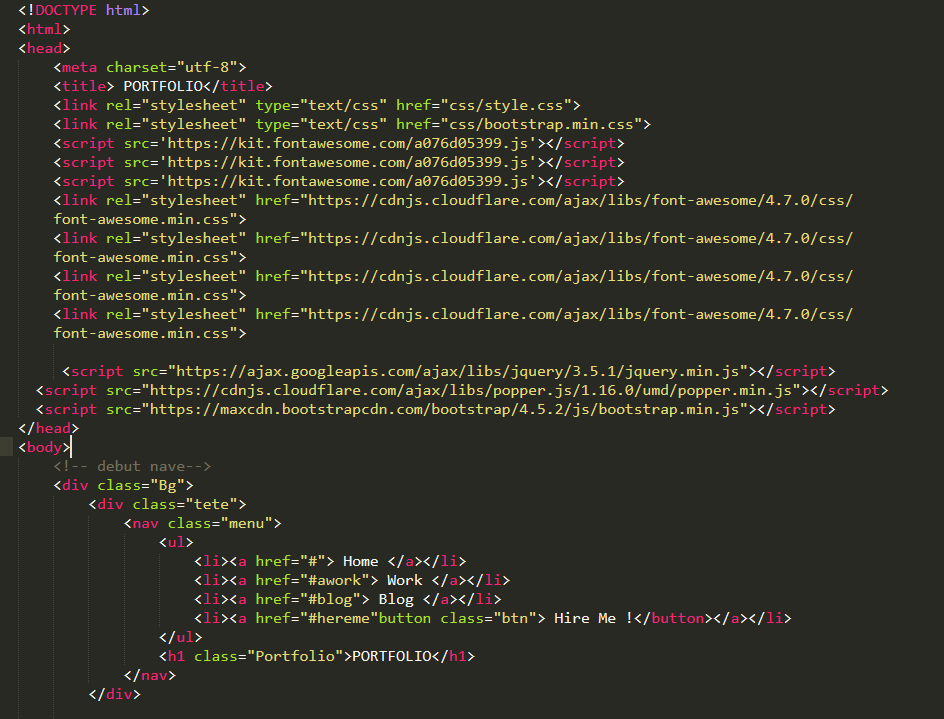 <!DOCTYPE html>
<html>
<head>
<meta charset="utf-8">
<title> PORTFOLIO</title>
<link rel="stylesheet" type="text/css" href="css/style.css">
<link rel="stylesheet" type="text/css" href="css/bootstrap.min.css">
<script src='https://kit.fontawesome.com/a076d05399.js'></script>
<script src='https://kit.fontawesome.com/a076d05399.js'></script>
<script src='https://kit.fontawesome.com/a076d05399.js'></script>
<link rel="stylesheet" href="https://cdnjs.cloudflare.com/ajax/libs/font-awesome/4.7.0/css/
font-awesome.min.css">
<link rel="stylesheet" href="https://cdnjs.cloudflare.com/ajax/libs/font-awesome/4.7.0/css/
font-awesome.min.css">
<link rel="stylesheet" href="https://cdnjs.cloudflare.com/ajax/libs/font-awesome/4.7.0/css/
font-awesome.min.css">
<link rel="stylesheet" href="https://cdnjs.cloudflare.com/ajax/libs/font-awesome/4.7.0/css/
font-awesome.min.css">
<script src="https://ajax.googleapis.com/ajax/libs/jquery/3.5.1/jquery.min.js"></script>
<script src="https://cdnjs.cloudflare.com/ajax/libs/popper.js/1.16.0/umd/popper.min.js"></script>
<script src="https://maxcdn.bootstrapcdn.com/bootstrap/4.5.2/js/bootstrap.min.js"></script>
</head>
<body>
<!-- debut nave-->
<div class="Bg">
<div class="tete">
<nav class="menu">
<ul>
<li><a href="#"> Home </a></li>
<li><a href="#awork"> Work </a></li>
<li><a href="#blog"> Blog </a></li>
<li><a href="#hereme"button class="btn"> Hire Me !</button></a></li>
</ul>
<h1 class="Portfolio">PORTFOLIO</h1>
</nav>
</div>